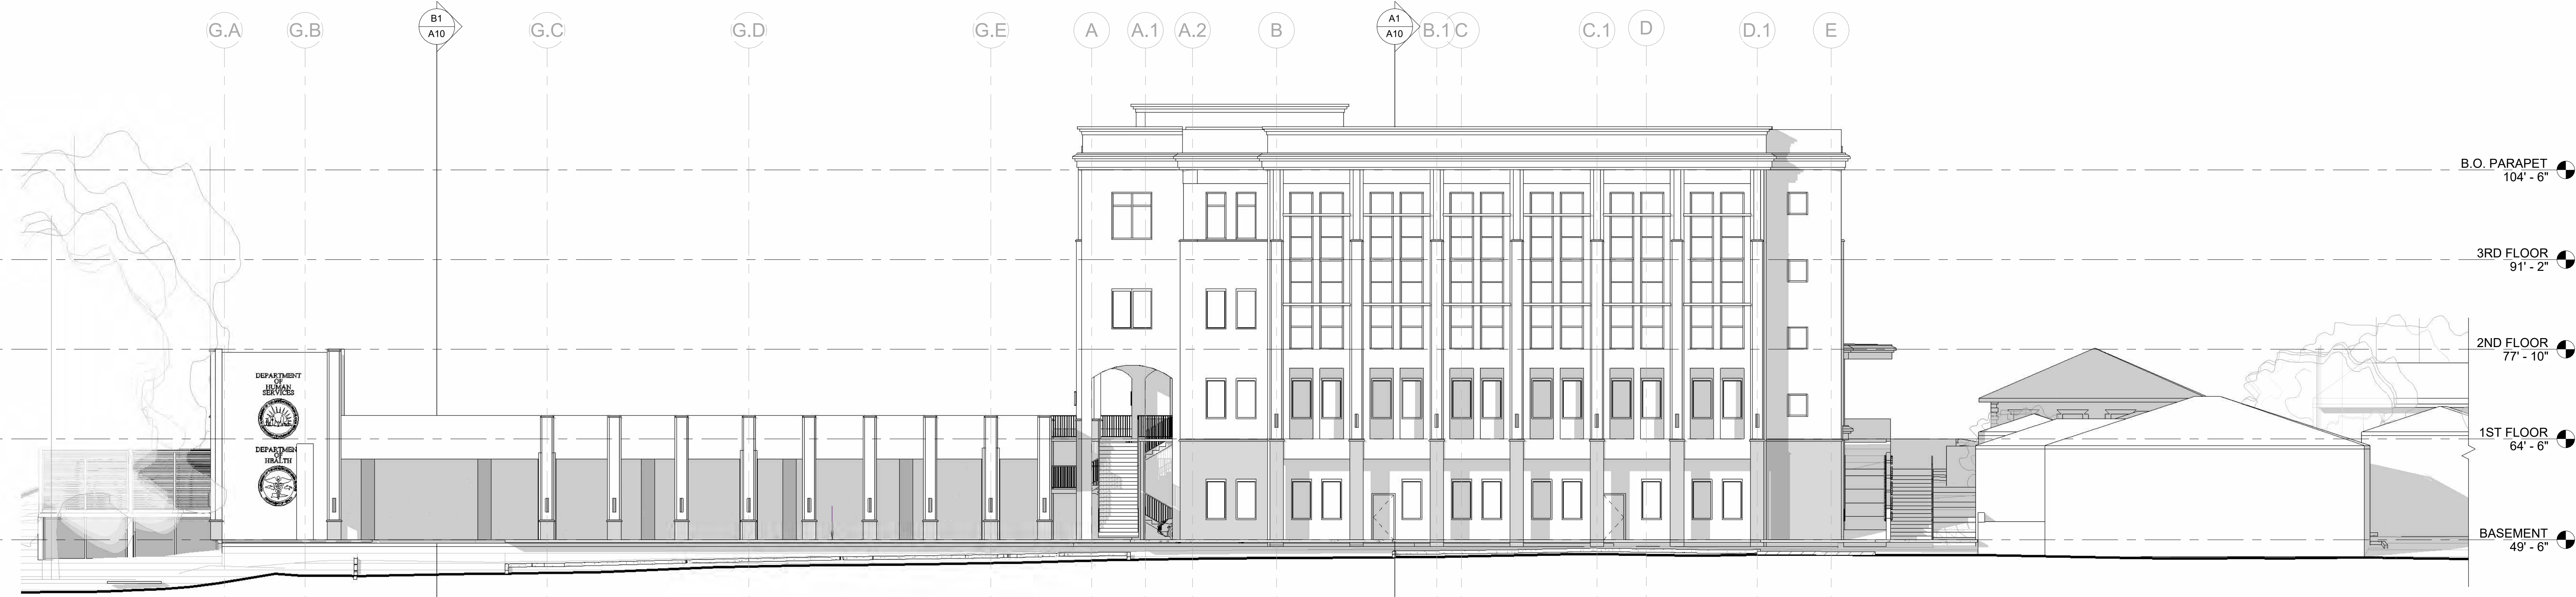 G.A
G.B
B1
A10
G.C
G.D
G.E
A
A.1
A.2
B
A1
A10
B.1
C
C.1
D
D.1
E
B.O. PARAPET
104' - 6"
3RD FLOOR
91' - 2"
2ND FLOOR
77' - 10"
1ST FLOOR
64' - 6"
BASEMENT
49' - 6"
DEPARTMENT
OF
HUMAN
SERVICES
DEPARTMEN
OF
HEALTH